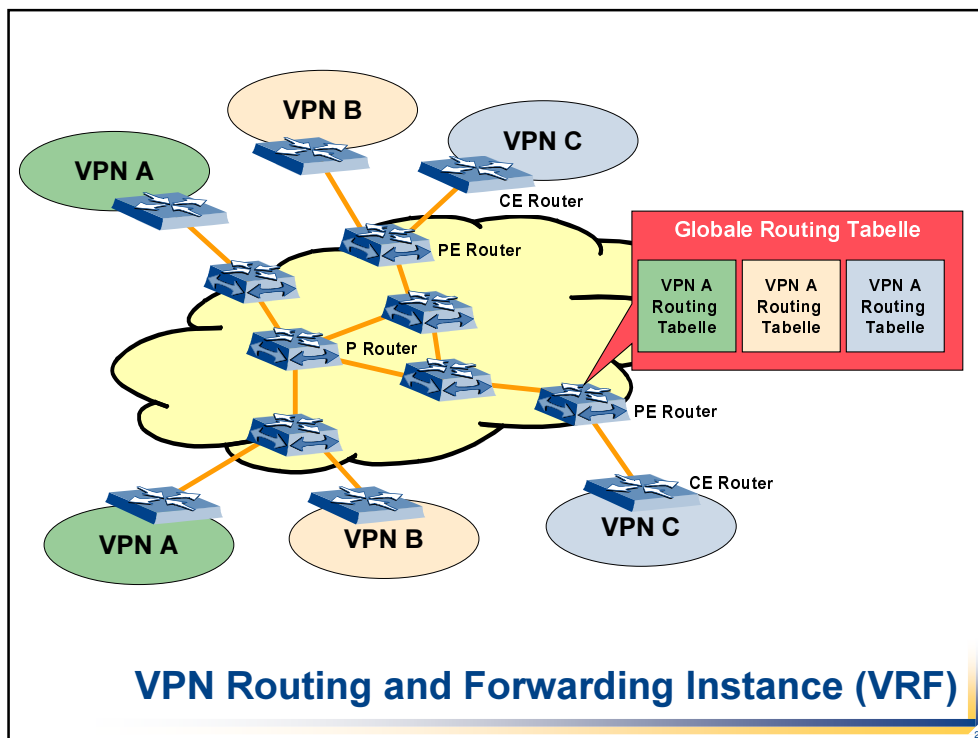 VPN B
VPN C
VPN A
CE Router
PE Router
Globale Routing Tabelle
VPN A
Routing
Tabelle
VPN A
Routing
Tabelle
VPN A
Routing
Tabelle
P Router
PE Router
CE Router
VPN A
VPN B
VPN C
VPN Routing and Forwarding Instance (VRF)